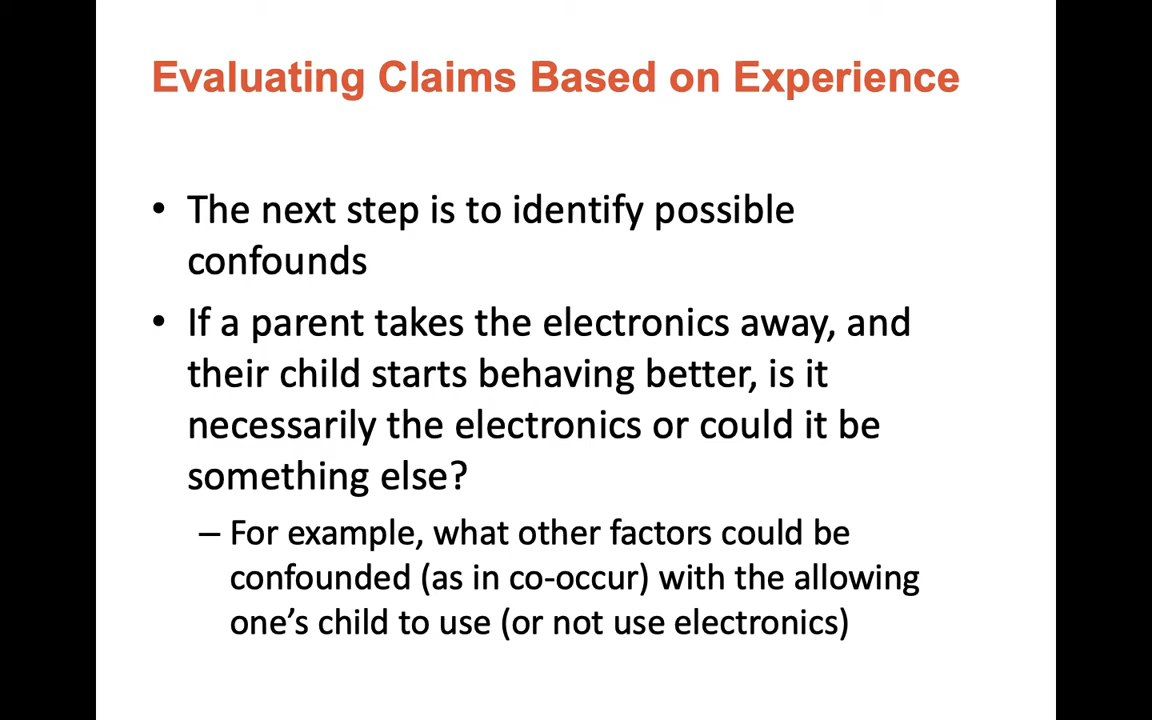 Evaluating Claims Based on Experience
• The next step is to identify possible
confounds
• If a parent takes the electronics away, and
their child starts behaving better, is it
necessarily the electronics or could it be
something else?
– For example, what other factors could be
confounded (as in co-occur) with the allowing
one’s child to use (or not use electronics)